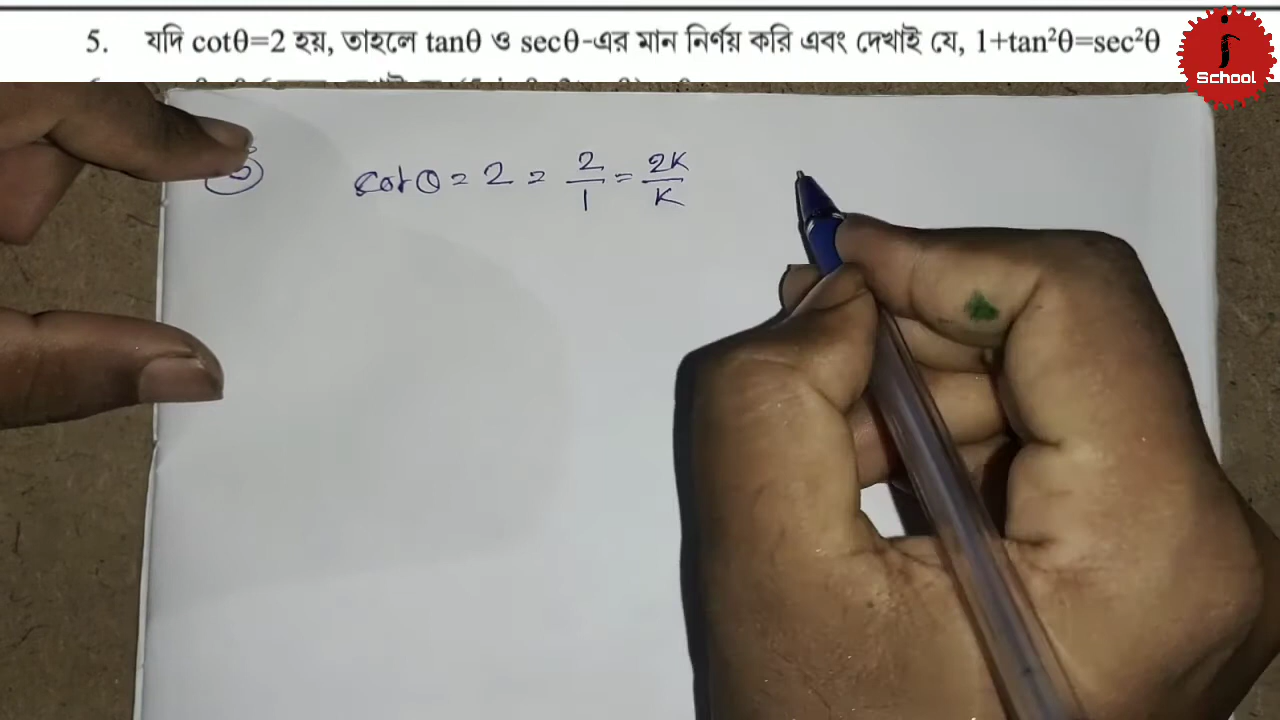 5. যদি cotθ=2 হয়, তাহলে tanθ ও secθ-এর মান নির্ণয় করি এবং দেখাই যে, 1+tan²θ=sec²θ
School
cot θ = 2 = 2/1 = 2K/K